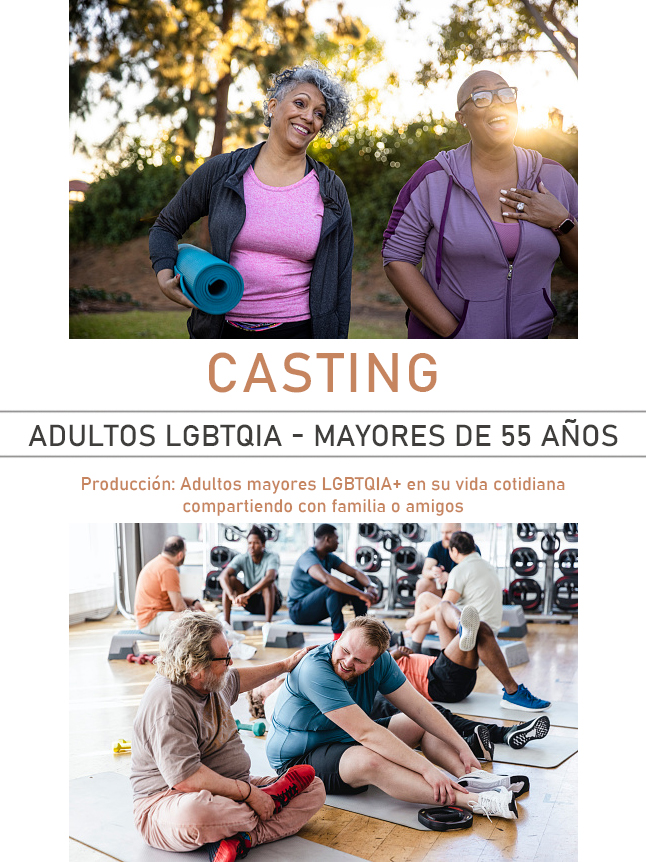 CASTING
ADULTOS LGBTQIA - MAYORES DE 55 AÑOS
Producción: Adultos mayores LGBTQIA+ en su vida cotidiana
compartiendo con familia o amigos